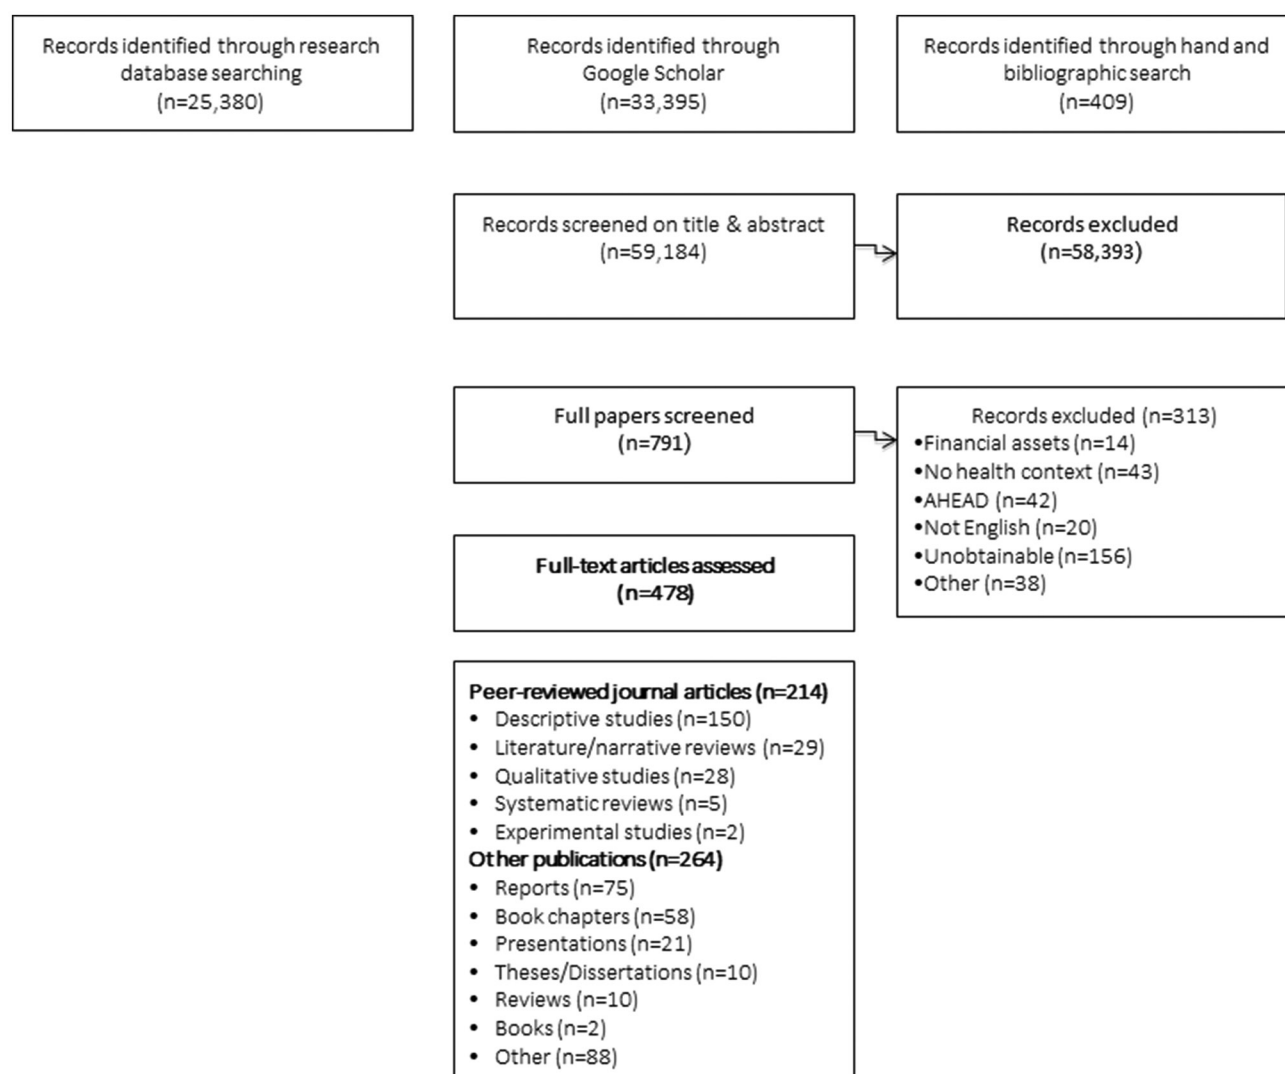 Records identified through research
database searching
(n=25,380)
Records identified through
Google Scholar
(n=33,395)
Records identified through hand and
bibliographic search
(n=409)
Records screened on title & abstract
(n=59,184)
Records excluded
(n=58,393)
Full papers screened
(n=791)
Records excluded (n=313)
•Financial assets (n=14)
•No health context (n=43)
•AHEAD (n=42)
•Not English (n=20)
•Unobtainable (n=156)
•Other (n=38)
Full-text articles assessed
(n=478)
Peer-reviewed journal articles (n=214)
• Descriptive studies (n=150)
• Literature/narrative reviews (n=29)
• Qualitative studies (n=28)
• Systematic reviews (n=5)
• Experimental studies (n=2)
Other publications (n=264)
• Reports (n=75)
• Book chapters (n=58)
• Presentations (n=21)
• Theses/Dissertations (n=10)
• Reviews (n=10)
• Books (n=2)
• Other (n=88)